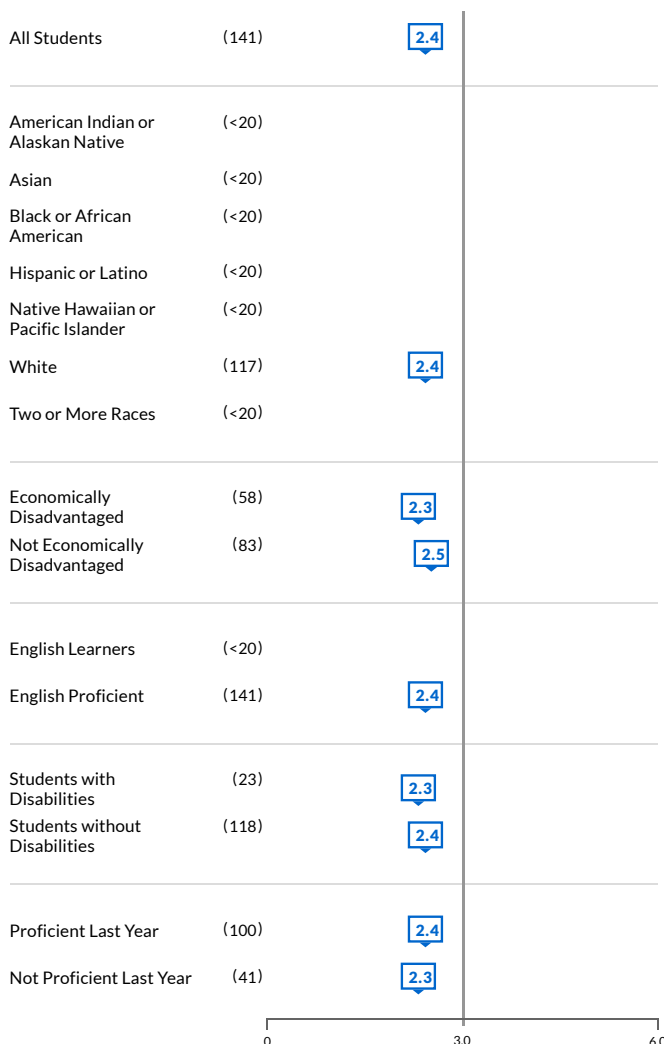 All Students (141) 2.4
American Indian or (<20)
Alaskan Native
Asian (<20)
Black or African (<20)
American
Hispanic or Latino (<20)
Native Hawaiian or (<20)
Pacific Islander
White (117) 2.4
Two or More Races (<20)
Economically (58) 2.3
Disadvantaged
Not Economically (83) 2.5
Disadvantaged
English Learners (<20)
English Proficient (141) 2.4
Students with (23) 2.3
Disabilities
Students without (118) 2.4
Disabilities
Proficient Last Year (100) 2.4
Not Proficient Last Year (41) 2.3
0 3.0 6.0